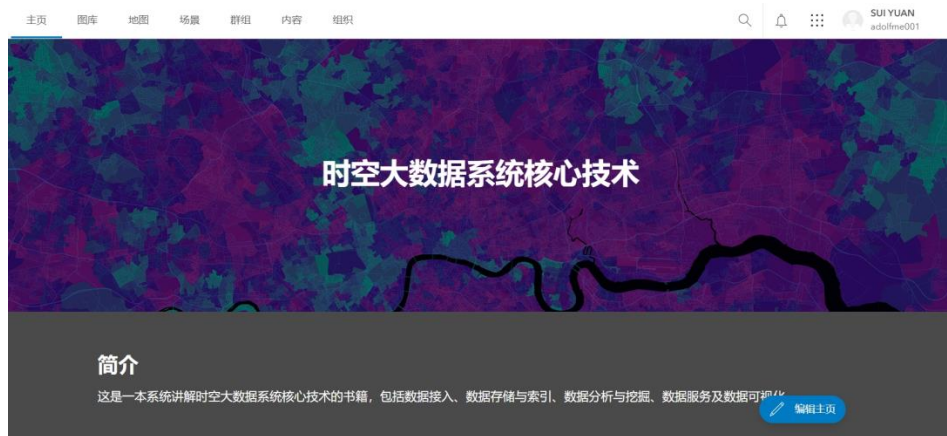 主页 图库 地图 场景 群组 内容 组织
SUI YUAN
adolfme001
时空大数据系统核心技术
简介
这是一本系统讲解时空大数据系统核心技术的书籍，包括数据接入、数据存储与索引、数据分析与挖掘、数据服务及数据可视化
编辑主页